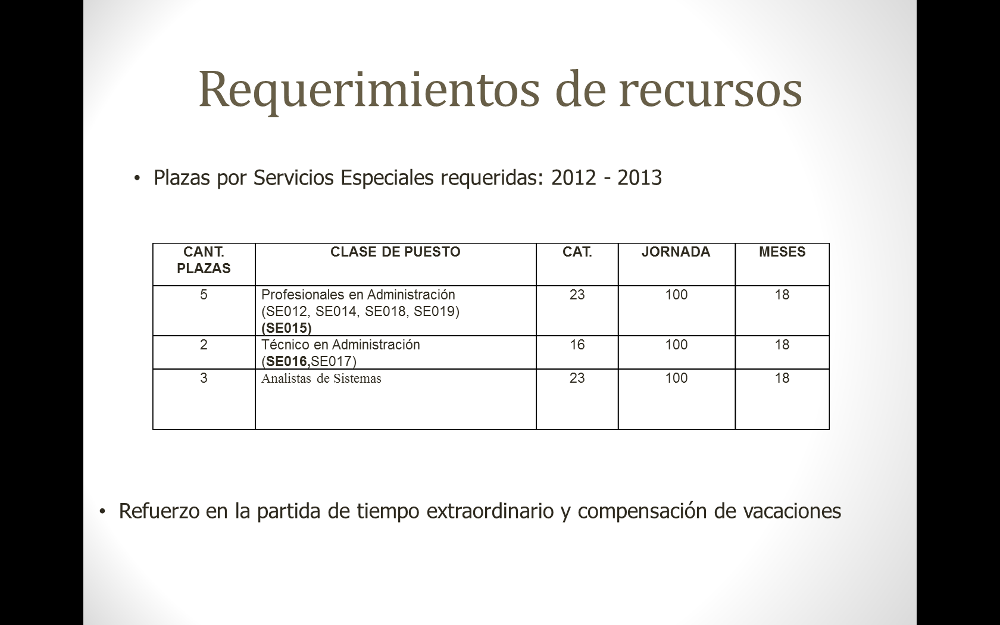 Requerimientos de recursos
• Plazas por Servicios Especiales requeridas: 2012 - 2013
CANT. PLAZAS CLASE DE PUESTO CAT. JORNADA MESES
5 Profesionales en Administración 23 100 18
(SE012, SE014, SE018, SE019)
(SE015)
2 Técnico en Administración 16 100 18
(SE016,SE017)
3 Analistas de Sistemas 23 100 18
• Refuerzo en la partida de tiempo extraordinario y compensación de vacaciones